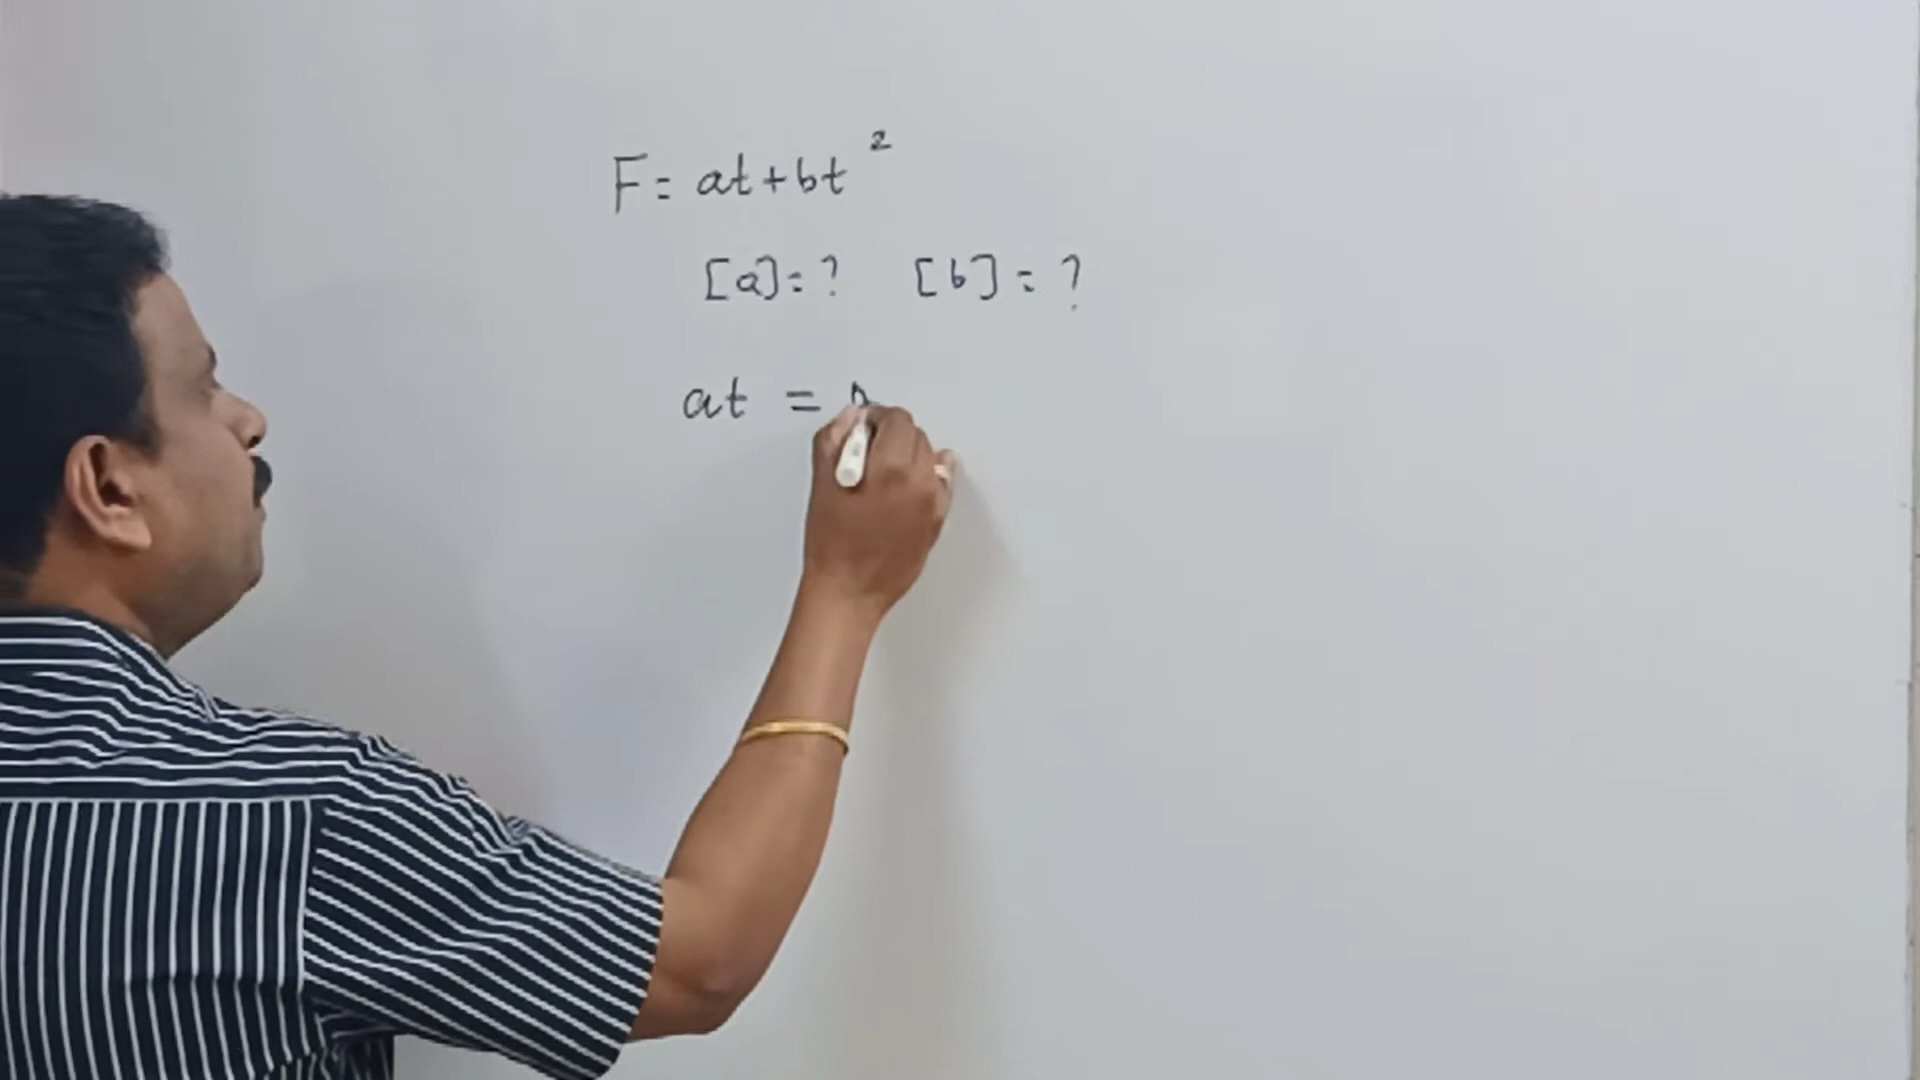 F = at + bt²
[a] = ? [b] = ?
at =